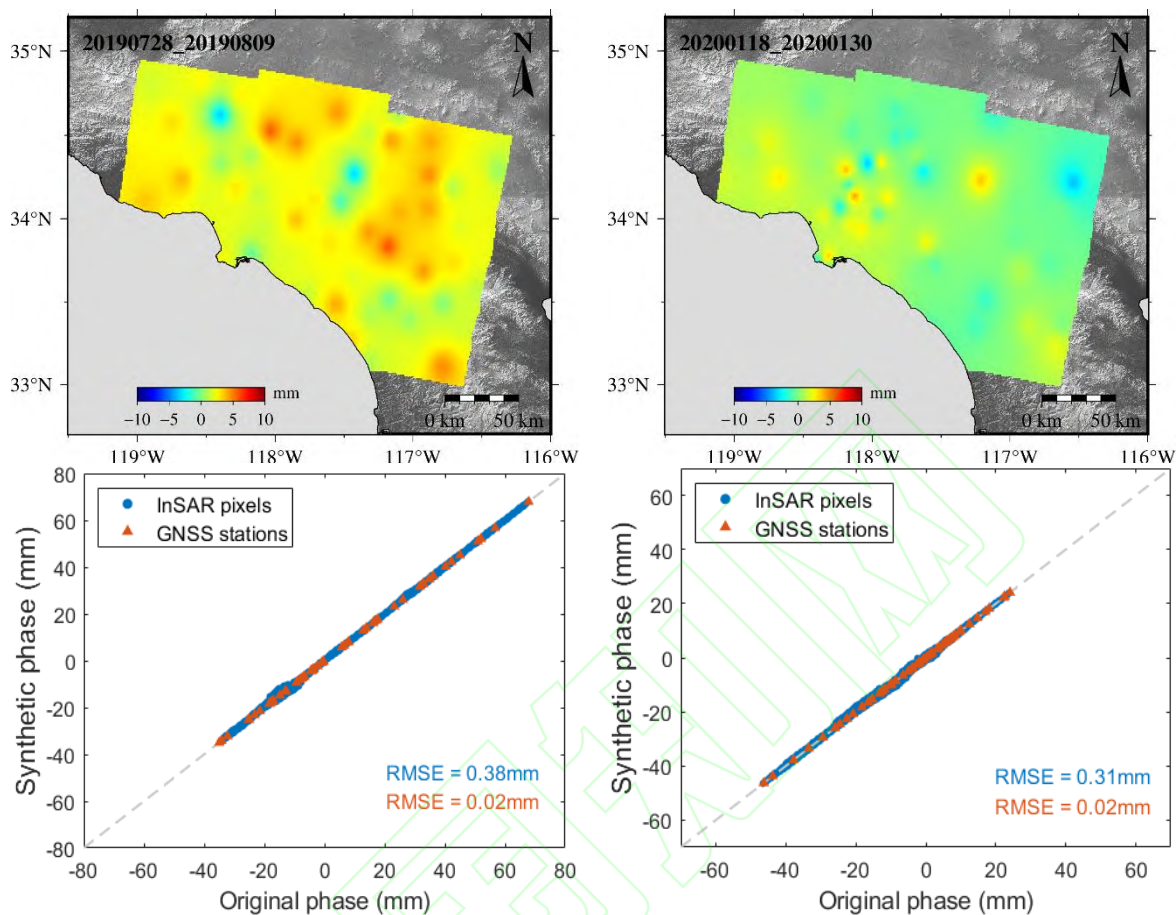 20190728_20190809
N
35°N
34°N
33°N
mm
−10 −5 0 5 10
0 km 50 km
119°W 118°W 117°W 116°W
20200118_20200130
N
35°N
34°N
33°N
mm
−10 −5 0 5 10
0 km 50 km
119°W 118°W 117°W 116°W
80
60
40
20
0
-20
-40
-60
-80
Synthetic phase (mm)
InSAR pixels
GNSS stations
RMSE = 0.38mm
RMSE = 0.02mm
-80 -60 -40 -20 0 20 40 60 80
Original phase (mm)
60
40
20
0
-20
-40
-60
Synthetic phase (mm)
InSAR pixels
GNSS stations
RMSE = 0.31mm
RMSE = 0.02mm
-60 -40 -20 0 20 40 60
Original phase (mm)